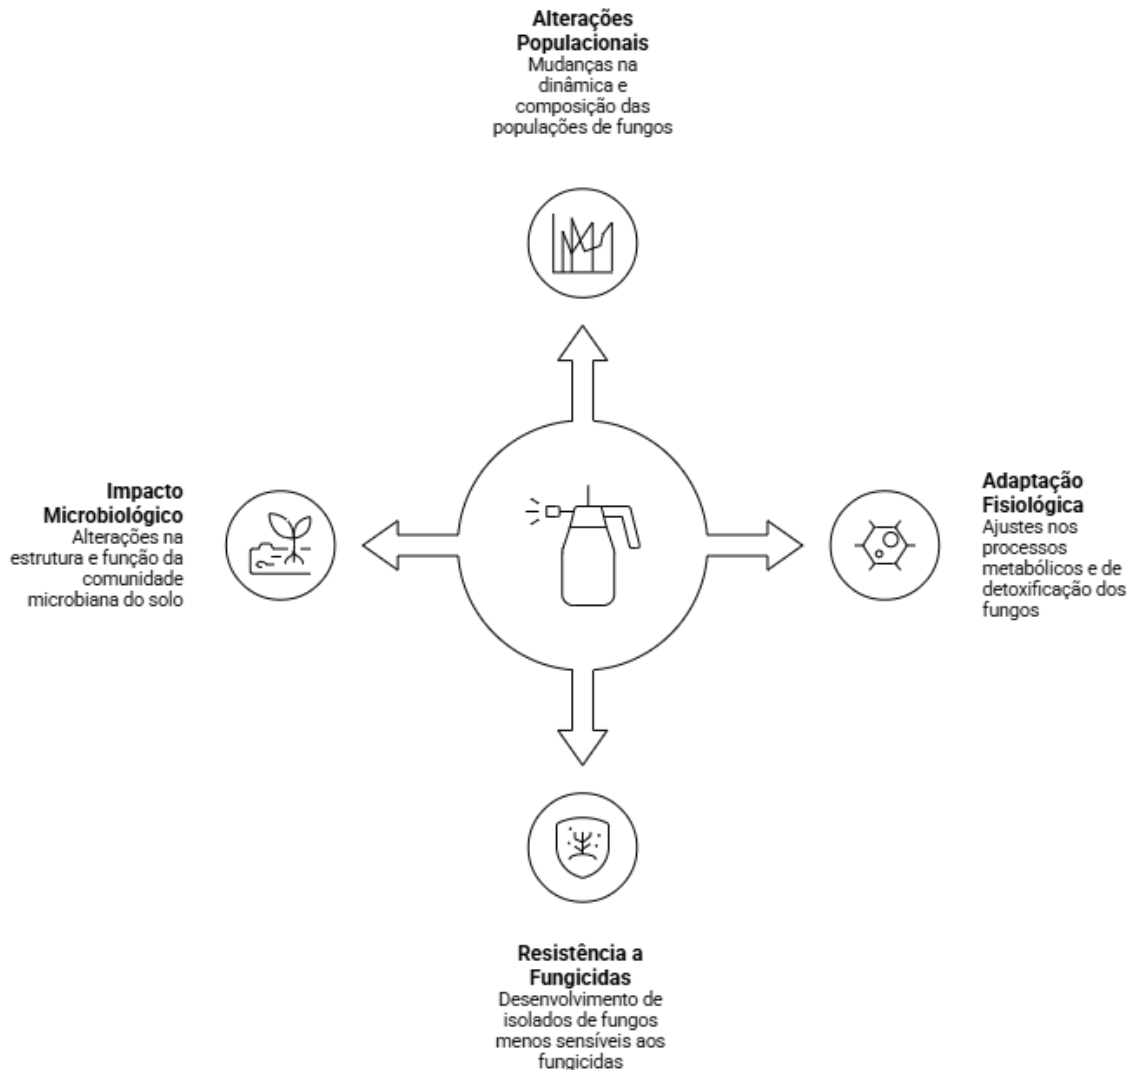 Alterações
Populacionais
Mudanças na
dinâmica e
composição das
populações de fungos
Impacto
Microbiológico
Alterações na
estrutura e função da
comunidade
microbiana do solo
Adaptação
Fisiológica
Ajustes nos
processos
metabólicos e de
detoxificação dos
fungos
Resistência a
Fungicidas
Desenvolvimento de
isolados de fungos
menos sensíveis aos
fungicidas